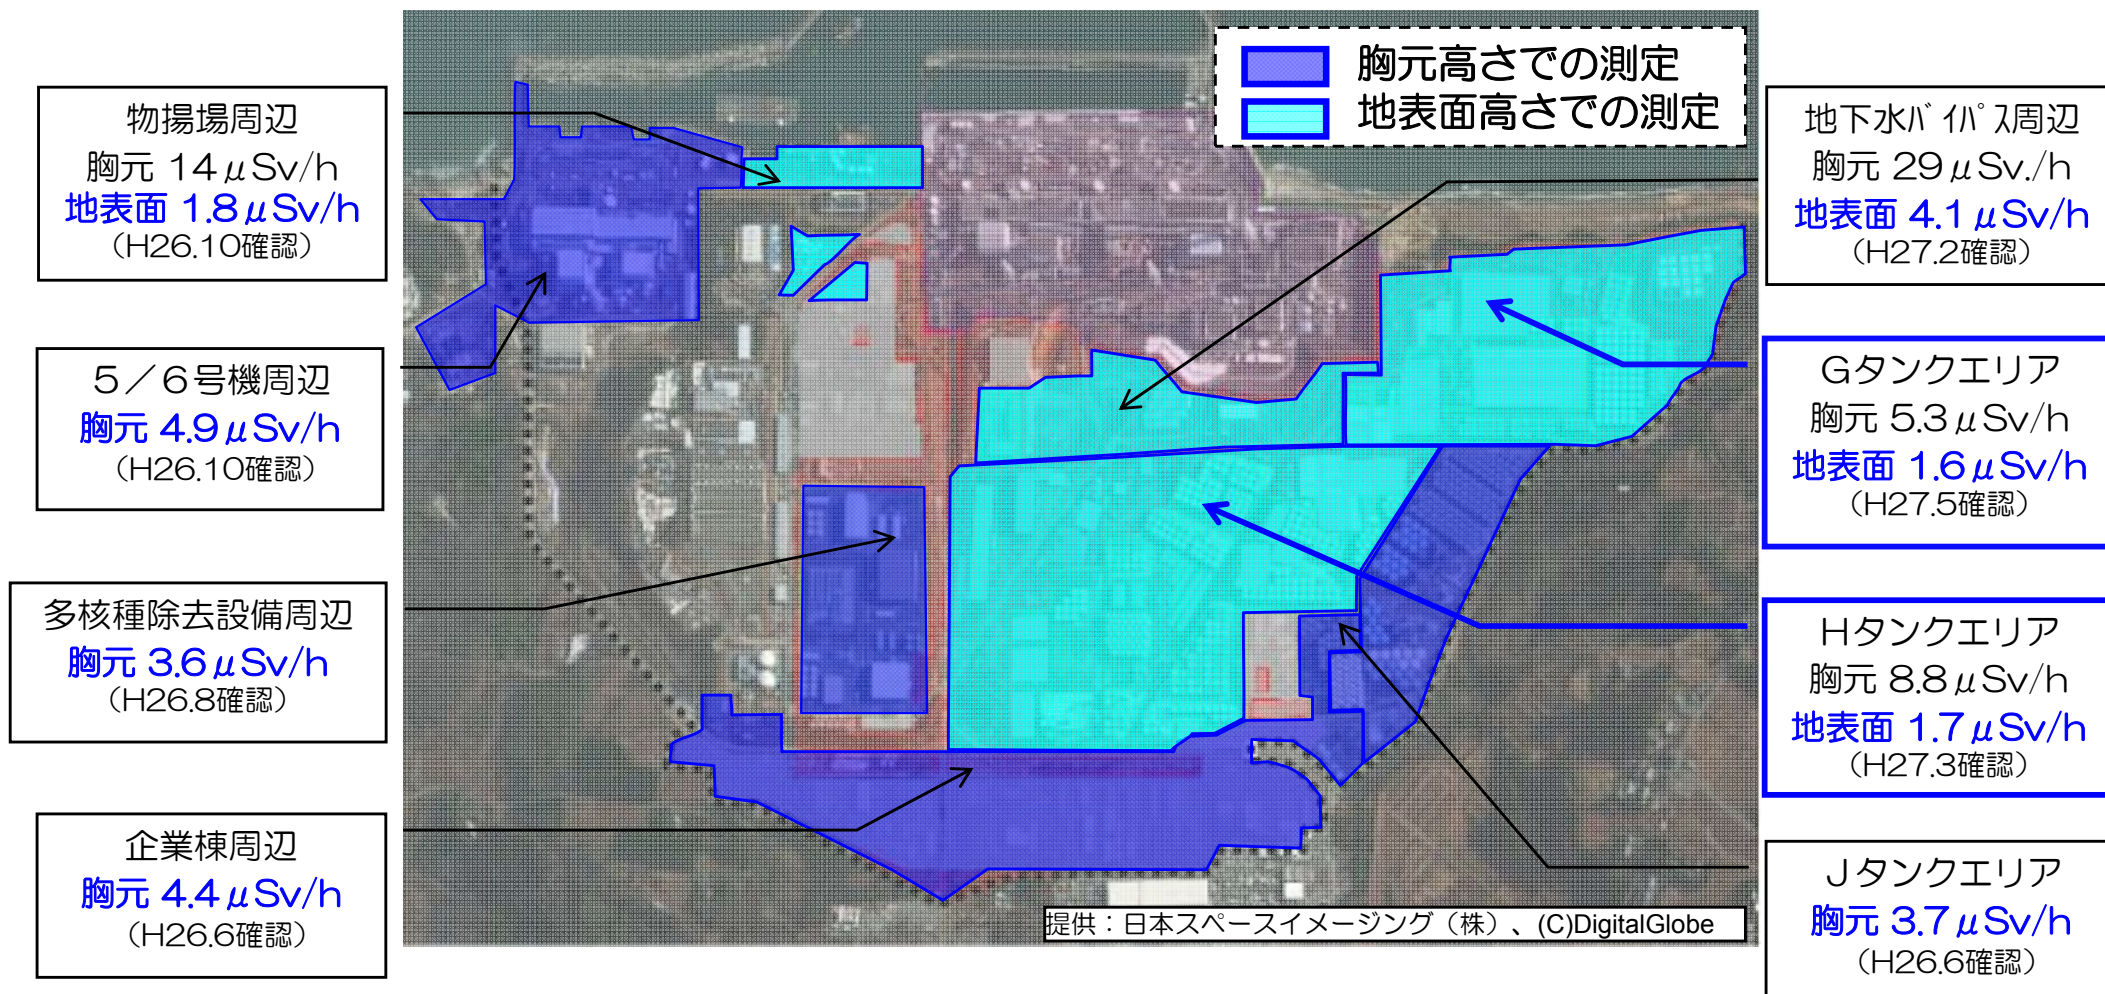 胸元高さでの測定
地表面高さでの測定
物揚場周辺
胸元 14μSv/h
地表面 1.8μSv/h
（H26.10確認）
5／6号機周辺
胸元 4.9μSv/h
（H26.10確認）
多核種除去設備周辺
胸元 3.6μSv/h
（H26.8確認）
企業棟周辺
胸元 4.4μSv/h
（H26.6確認）
地下水ﾊﾞｲﾊﾟｽ周辺
胸元 29μSv./h
地表面 4.1μSv/h
（H27.2確認）
Gタンクエリア
胸元 5.3μSv/h
地表面 1.6μSv/h
（H27.5確認）
Hタンクエリア
胸元 8.8μSv/h
地表面 1.7μSv/h
（H27.3確認）
Jタンクエリア
胸元 3.7μSv/h
（H26.6確認）
提供：日本スペースイメージング（株）、(C)DigitalGlobe